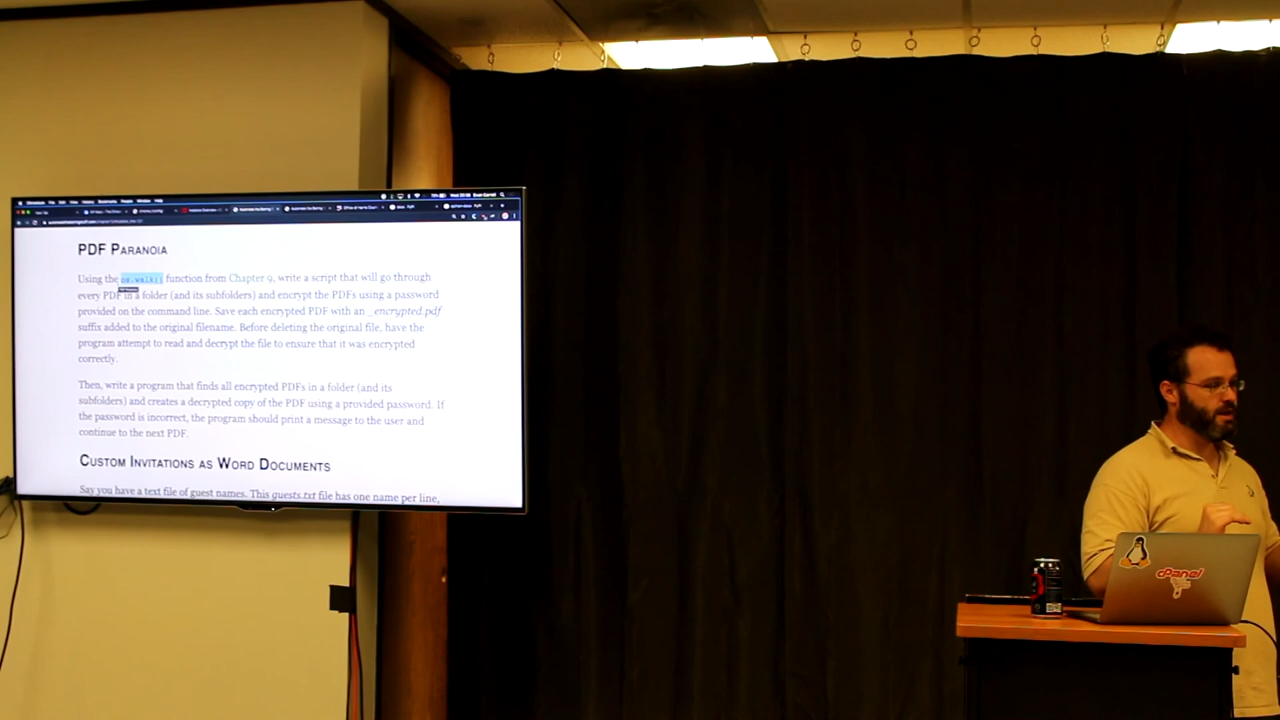 PDF PARANOIA
Using the os.walk() function from Chapter 9, write a script that will go through
every PDF in a folder (and its subfolders) and encrypt the PDFs using a password
provided on the command line. Save each encrypted PDF with an _encrypted.pdf
suffix added to the original filename. Before deleting the original file, have the
program attempt to read and decrypt the file to ensure that it was encrypted
correctly.
Then, write a program that finds all encrypted PDFs in a folder (and its
subfolders) and creates a decrypted copy of the PDF using a provided password. If
the password is incorrect, the program should print a message to the user and
continue to the next PDF.
CUSTOM INVITATIONS AS WORD DOCUMENTS
Say you have a text file of guest names. This guests.txt file has one name per line,
cPanel